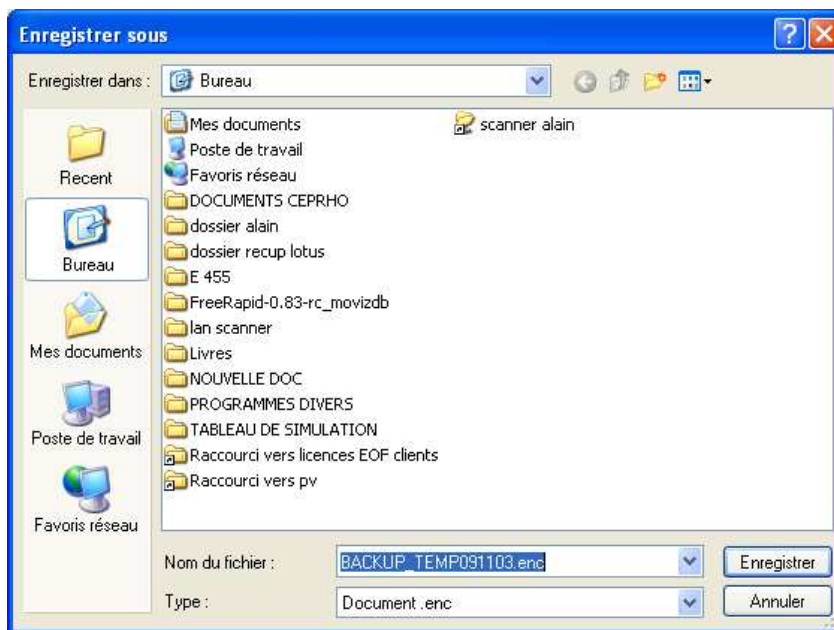 Enregistrer sous
Enregistrer dans :
Bureau
Recent
Bureau
Mes documents
Poste de travail
Favoris réseau
Mes documents
Poste de travail
Favoris réseau
DOCUMENTS CEPRHO
dossier alain
dossier recup lotus
E 455
FreeRapid-0.83-rc_movizdb
lan scanner
Livres
NOUVELLE DOC
PROGRAMMES DIVERS
TABLEAU DE SIMULATION
Raccourci vers licences EOF clients
Raccourci vers pv
scanner alain
Nom du fichier :
BACKUP_TEMP091103.enc
Enregistrer
Type :
Document .enc
Annuler